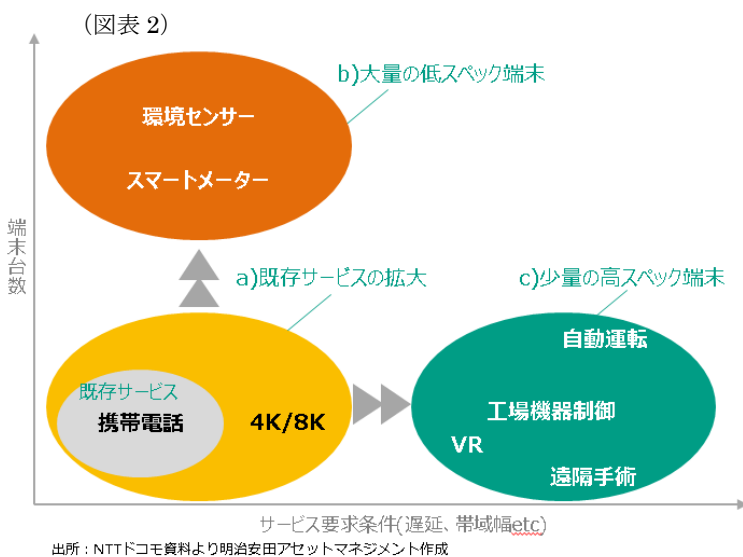 （図表 2）
b)大量の低スペック端末
環境センサー
スマートメーター
端末台数
a)既存サービスの拡大
c)少量の高スペック端末
自動運転
既存サービス
携帯電話
4K/8K
工場機器制御
VR
遠隔手術
サービス要求条件(遅延、帯域幅etc)
出所：NTTドコモ資料より明治安田アセットマネジメント作成